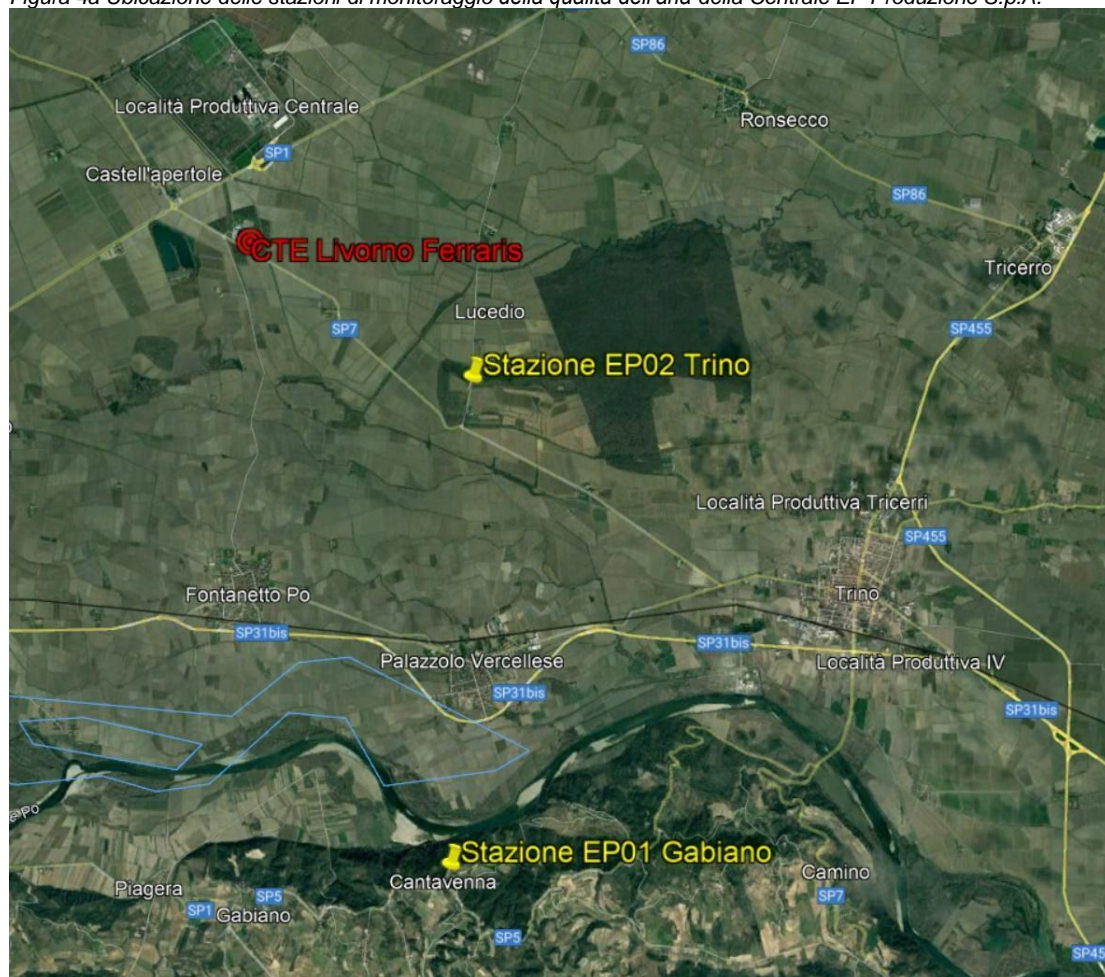 Figura 4a Ubicazione delle stazioni di monitoraggio della qualità dell'aria della Centrale EP Produzione S.p.A.
SP86
Località Produttiva Centrale
Ronsecco
SP1
Castell'apertole
SP86
CTE Livorno Ferraris
Tricerro
Lucedio
SP7
SP455
Stazione EP02 Trino
Località Produttiva Tricerri
SP455
Fontanetto Po
Trino
SP31bis
SP31bis
Palazzolo Vercellese
Località Produttiva IV
SP31bis
SP31bis
Po
Stazione EP01 Gabiano
Cantavenna
Camino
Piagera
SP5
SP7
SP1
Gabiano
SP5
SP45